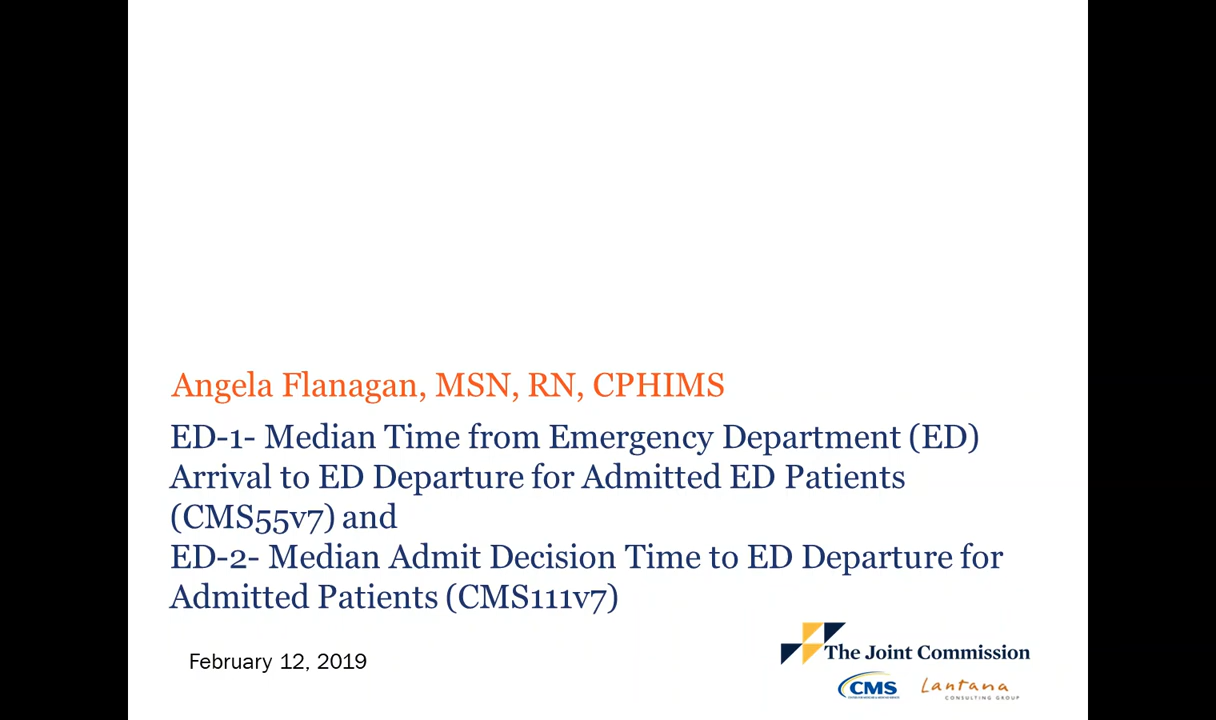 Angela Flanagan, MSN, RN, CPHIMS
ED-1- Median Time from Emergency Department (ED)
Arrival to ED Departure for Admitted ED Patients
(CMS55v7) and
ED-2- Median Admit Decision Time to ED Departure for
Admitted Patients (CMS111v7)
February 12, 2019
The Joint Commission
CMS
Lantana
CONSULTING GROUP